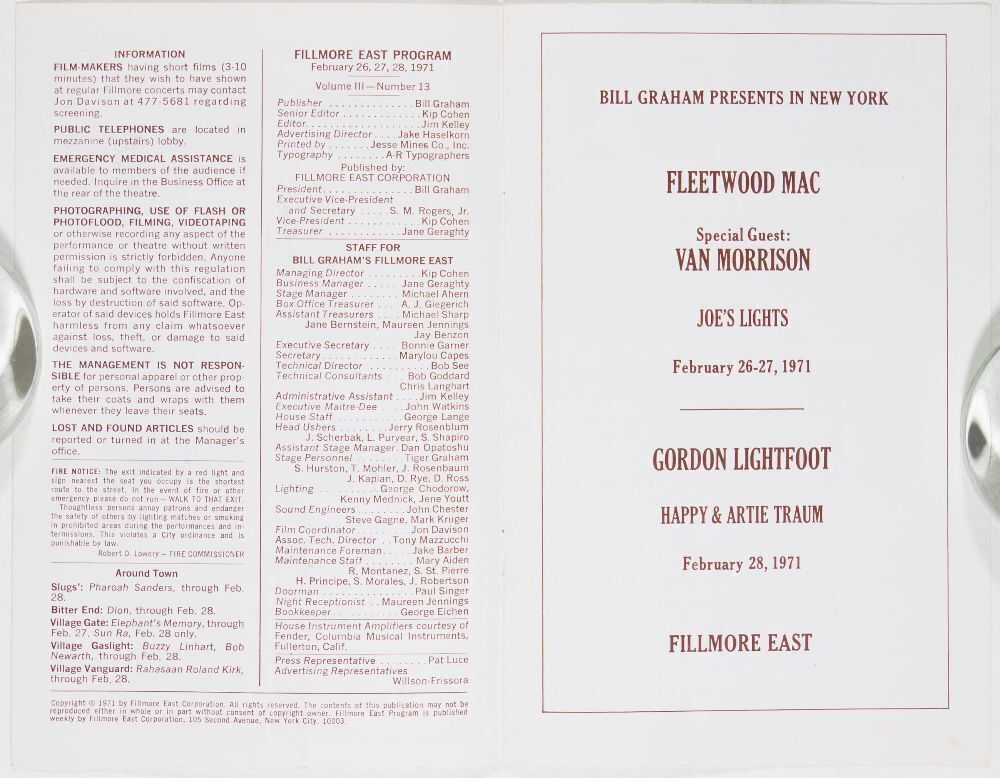 INFORMATION
FILM-MAKERS having short films (3-10
minutes) that they wish to have shown
at regular Fillmore concerts may contact
Jon Davison at 477-5681 regarding
screening.
PUBLIC TELEPHONES are located in
mezzanine (upstairs) lobby.
EMERGENCY MEDICAL ASSISTANCE is
available to members of the audience if
needed. Inquire in the Business Office at
the rear of the theatre.
PHOTOGRAPHING, USE OF FLASH OR
PHOTOFLOOD, FILMING, VIDEOTAPING
or otherwise recording any aspect of the
performance or theatre without written
permission is strictly forbidden. Anyone
failing to comply with this regulation
shall be subject to the confiscation of
hardware and software involved, and the
loss by destruction of said software. Op-
erator of said devices holds Fillmore East
harmless from any claim whatsoever
against loss, theft, or damage to said
devices and software.
THE MANAGEMENT IS NOT RESPON-
SIBLE for personal apparel or other prop-
erty of persons. Persons are advised to
take their coats and wraps with them
whenever they leave their seats.
LOST AND FOUND ARTICLES should be
reported or turned in at the Manager's
office.
FIRE NOTICE: The exit indicated by a red light and
sign nearest the seat you occupy is the shortest
route to the street. In the event of fire or other
emergency please do not run — WALK TO THAT EXIT.
Thoughtless persons annoy patrons and endanger
the safety of others by lighting matches or smoking
in prohibited areas during the performances and in-
termissions. This violates a City ordinance and is
punishable by law.
Robert O. Lowery — FIRE COMMISSIONER
Around Town
Slugs': Pharoah Sanders, through Feb.
28.
Bitter End: Dion, through Feb. 28.
Village Gate: Elephant's Memory, through
Feb. 27. Sun Ra, Feb. 28 only.
Village Gaslight: Buzzy Linhart, Bob
Newarth, through Feb. 28.
Village Vanguard: Rahasaan Roland Kirk,
through Feb. 28.
FILLMORE EAST PROGRAM
February 26, 27, 28, 1971
Volume III — Number 13
Publisher .............. Bill Graham
Senior Editor ............. Kip Cohen
Editor .................. Jim Kelley
Advertising Director .... Jake Haselkorn
Printed by ....... Jesse Mines Co., Inc.
Typography ........ A-R Typographers
Published by:
FILLMORE EAST CORPORATION
President ............... Bill Graham
Executive Vice-President
and Secretary ..... S. M. Rogers, Jr.
Vice-President ........... Kip Cohen
Treasurer ............ Jane Geraghty
STAFF FOR
BILL GRAHAM'S FILLMORE EAST
Managing Director ......... Kip Cohen
Business Manager ..... Jane Geraghty
Stage Manager ........ Michael Ahern
Box Office Treasurer ... A. J. Giegerich
Assistant Treasurers .... Michael Sharp
Jane Bernstein, Maureen Jennings
Jay Benzon
Executive Secretary .... Bonnie Garner
Secretary ............ Marylou Capes
Technical Director .......... Bob See
Technical Consultants .. Bob Goddard
Chris Langhart
Administrative Assistant .... Jim Kelley
Executive Maitre-Dee .... John Watkins
House Staff ........... George Lange
Head Ushers ........ Jerry Rosenblum
J. Scherbak, L. Puryear, S. Shapiro
Assistant Stage Manager. Dan Opatoshu
Stage Personnel ........ Tiger Graham
S. Hurston, T. Mohler, J. Rosenbaum
J. Kaplan, D. Rye, D. Ross
Lighting .......... George Chodorow,
Kenny Mednick, Jene Youtt
Sound Engineers ........ John Chester
Steve Gagne, Mark Kruger
Film Coordinator ......... Jon Davison
Assoc. Tech. Director .. Tony Mazzucchi
Maintenance Foreman ..... Jake Barber
Maintenance Staff ........ Mary Aiden
R. Montanez, S. St. Pierre
H. Principe, S. Morales, J. Robertson
Doorman ............... Paul Singer
Night Receptionist .. Maureen Jennings
Bookkeeper ........... George Eichen
House Instrument Amplifiers courtesy of
Fender, Columbia Musical Instruments,
Fullerton, Calif.
Press Representative ........ Pat Luce
Advertising Representatives
Willson-Frissora
Copyright © 1971 by Fillmore East Corporation. All rights reserved. The contents of this publication may not be
reproduced either in whole or in part without consent of copyright owner. Fillmore East Program is published
weekly by Fillmore East Corporation, 105 Second Avenue, New York City, 10003.
BILL GRAHAM PRESENTS IN NEW YORK
FLEETWOOD MAC
Special Guest:
VAN MORRISON
JOE'S LIGHTS
February 26-27, 1971
GORDON LIGHTFOOT
HAPPY & ARTIE TRAUM
February 28, 1971
FILLMORE EAST